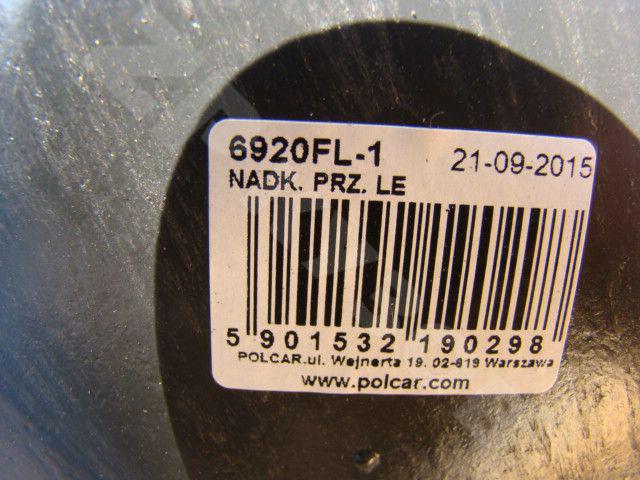 6920FL-1 21-09-2015
NADK. PRZ. LE
5 901532 190298
POLCAR.ul. Wejnerta 19. 02-619 Warszawa
www.polcar.com